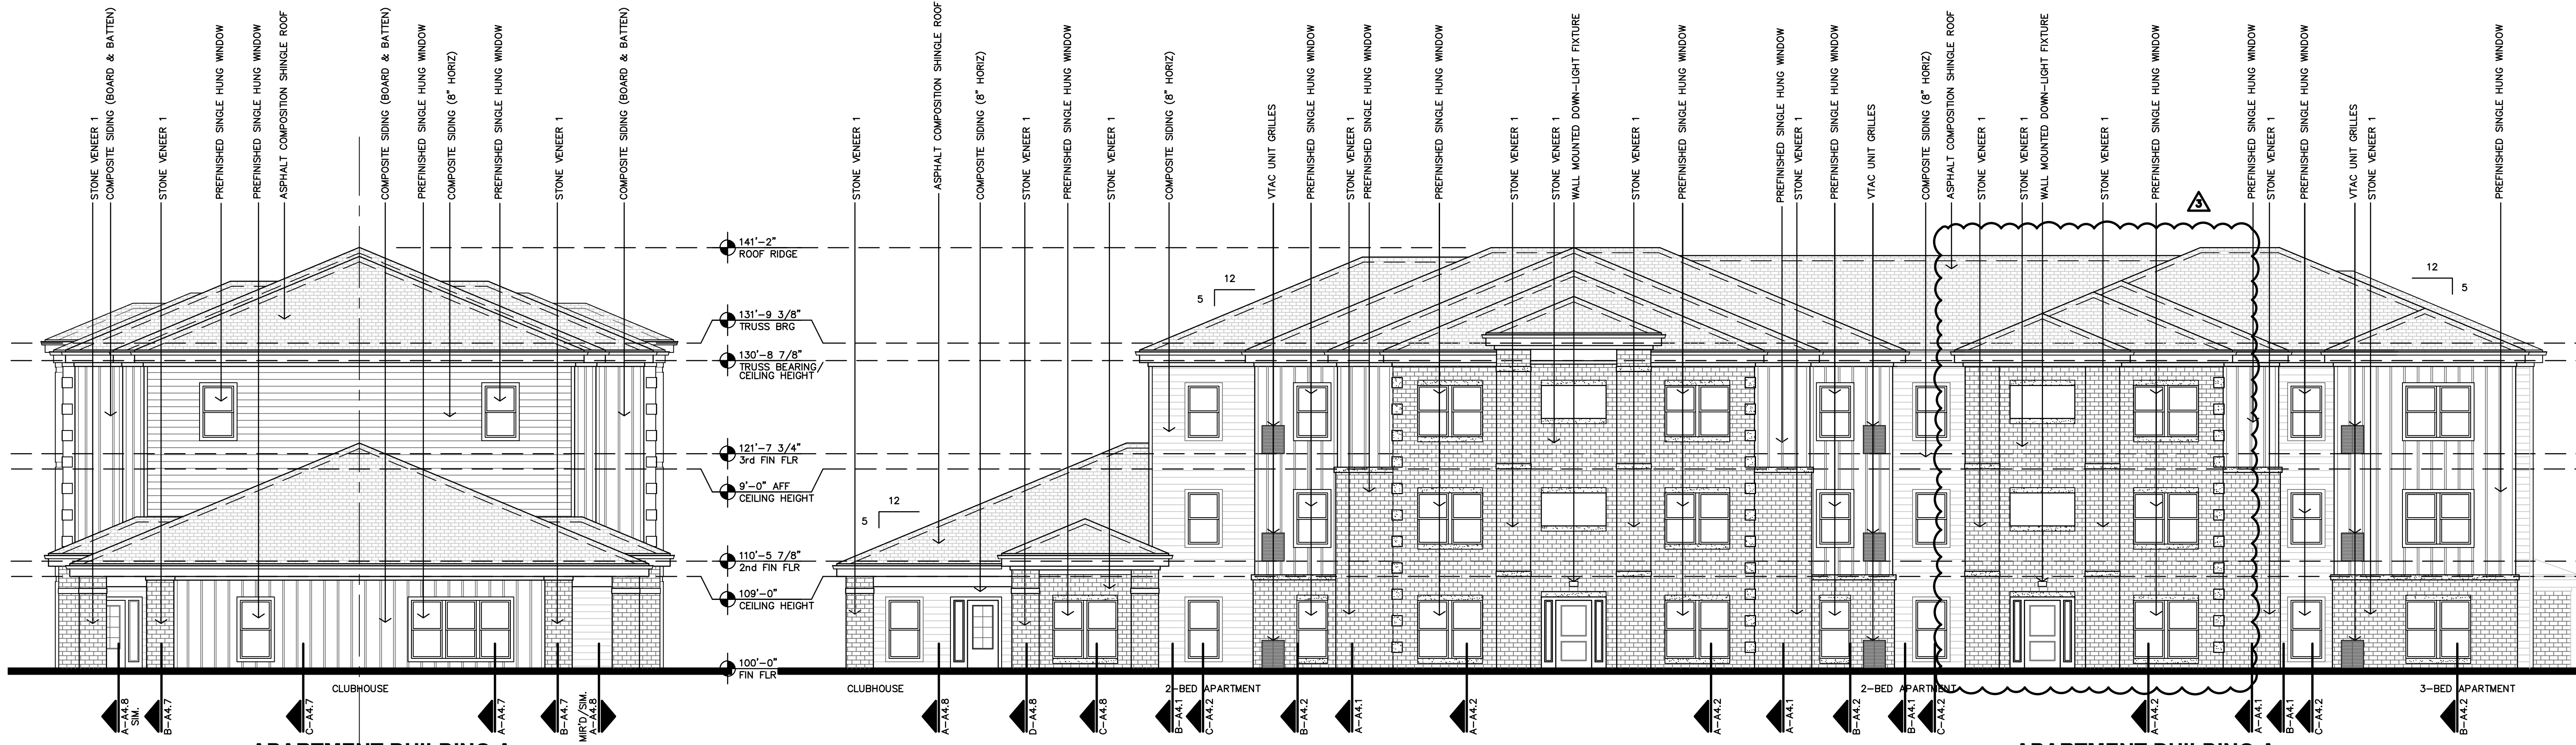 STONE VENEER 1
COMPOSITE SIDING (BOARD & BATTEN)
STONE VENEER 1
PREFINISHED SINGLE HUNG WINDOW
PREFINISHED SINGLE HUNG WINDOW
ASPHALT COMPOSITION SHINGLE ROOF
COMPOSITE SIDING (BOARD & BATTEN)
PREFINISHED SINGLE HUNG WINDOW
COMPOSITE SIDING (8" HORIZ)
PREFINISHED SINGLE HUNG WINDOW
STONE VENEER 1
COMPOSITE SIDING (BOARD & BATTEN)
STONE VENEER 1
ASPHALT COMPOSITION SHINGLE ROOF
COMPOSITE SIDING (8" HORIZ)
STONE VENEER 1
PREFINISHED SINGLE HUNG WINDOW
STONE VENEER 1
COMPOSITE SIDING (8" HORIZ)
VTAC UNIT GRILLES
PREFINISHED SINGLE HUNG WINDOW
STONE VENEER 1
PREFINISHED SINGLE HUNG WINDOW
PREFINISHED SINGLE HUNG WINDOW
STONE VENEER 1
STONE VENEER 1
WALL MOUNTED DOWN-LIGHT FIXTURE
STONE VENEER 1
PREFINISHED SINGLE HUNG WINDOW
PREFINISHED SINGLE HUNG WINDOW
STONE VENEER 1
PREFINISHED SINGLE HUNG WINDOW
VTAC UNIT GRILLES
COMPOSITE SIDING (8" HORIZ)
ASPHALT COMPOSITION SHINGLE ROOF
STONE VENEER 1
STONE VENEER 1
WALL MOUNTED DOWN-LIGHT FIXTURE
STONE VENEER 1
PREFINISHED SINGLE HUNG WINDOW
PREFINISHED SINGLE HUNG WINDOW
STONE VENEER 1
PREFINISHED SINGLE HUNG WINDOW
VTAC UNIT GRILLES
STONE VENEER 1
PREFINISHED SINGLE HUNG WINDOW
3
141'-2"
ROOF RIDGE
131'-9 3/8"
TRUSS BRG
130'-8 7/8"
TRUSS BEARING/
CEILING HEIGHT
121'-7 3/4"
3rd FIN FLR
9'-0" AFF
CEILING HEIGHT
110'-5 7/8"
2nd FIN FLR
109'-0"
CEILING HEIGHT
100'-0"
FIN FLR
12
5
12
5
12
5
CLUBHOUSE
CLUBHOUSE
2-BED APARTMENT
2-BED APARTMENT
3-BED APARTMENT
A-A4.8
SIM.
B-A4.7
C-A4.7
A-A4.7
B-A4.7
MIR'D/SIM.
A-A4.8
A-A4.8
D-A4.8
C-A4.8
B-A4.1
C-A4.2
B-A4.2
A-A4.1
A-A4.2
A-A4.2
A-A4.1
B-A4.2
B-A4.1
C-A4.2
A-A4.2
A-A4.1
B-A4.1
C-A4.2
B-A4.2
APARTMENT BUILDING A
APARTMENT BUILDING A